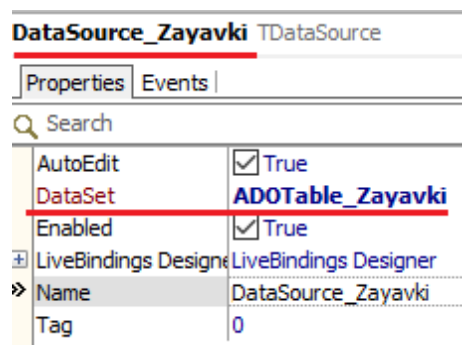 DataSource_Zayavki TDataSource
Properties Events
Search
AutoEdit True
DataSet ADOTable_Zayavki
Enabled True
LiveBindings Designe LiveBindings Designer
Name DataSource_Zayavki
Tag 0